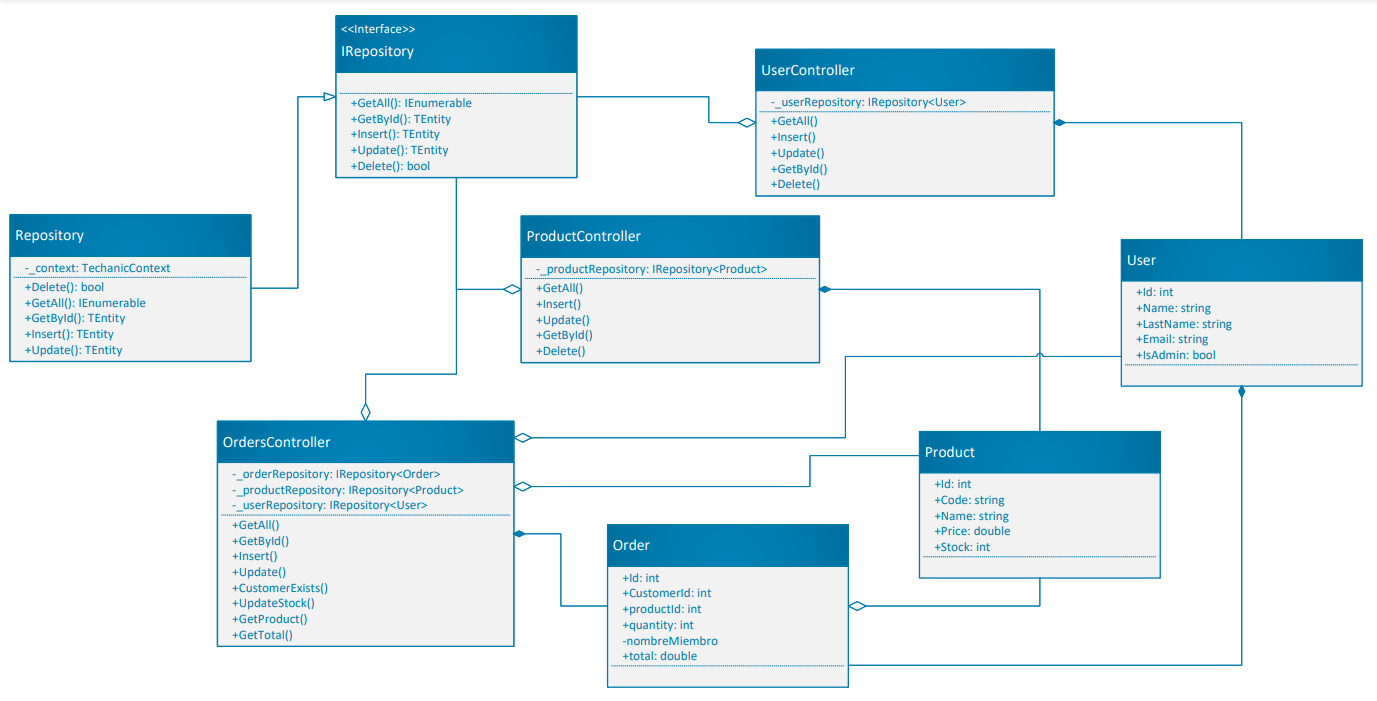 <<Interface>>
IRepository
+GetAll(): IEnumerable
+GetById(): TEntity
+Insert(): TEntity
+Update(): TEntity
+Delete(): bool
UserController
-_userRepository: IRepository<User>
+GetAll()
+Insert()
+Update()
+GetById()
+Delete()
Repository
-_context: TechanicContext
+Delete(): bool
+GetAll(): IEnumerable
+GetById(): TEntity
+Insert(): TEntity
+Update(): TEntity
ProductController
-_productRepository: IRepository<Product>
+GetAll()
+Insert()
+Update()
+GetById()
+Delete()
User
+Id: int
+Name: string
+LastName: string
+Email: string
+IsAdmin: bool
OrdersController
-_orderRepository: IRepository<Order>
-_productRepository: IRepository<Product>
-_userRepository: IRepository<User>
+GetAll()
+GetById()
+Insert()
+Update()
+CustomerExists()
+UpdateStock()
+GetProduct()
+GetTotal()
Product
+Id: int
+Code: string
+Name: string
+Price: double
+Stock: int
Order
+Id: int
+CustomerId: int
+productId: int
+quantity: int
-nombreMiembro
+total: double